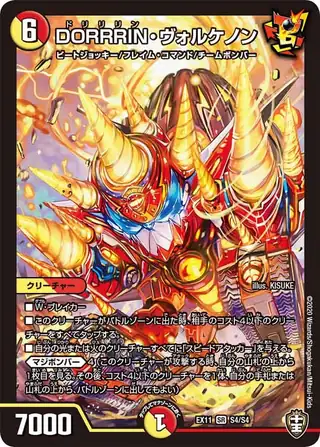 6
ドリリリン
DORRRIN・ヴォルケノン
ビートジョッキー/フレイム・コマンド/チームボンバー
illus. KISUKE
クリーチャー
■W・ブレイカー
■このクリーチャーがバトルゾーンに出た時、相手のコスト4以下のクリー
チャーをすべてタップする。
■自分の光または火のクリーチャーすべてに「スピードアタッカー」を与える。
マジボンバー 4(このクリーチャーが攻撃する時、自分の山札の上から
1枚目を見る。その後、コスト4以下のクリーチャーを1体、自分の手札または
山札の上から出してもよい)
7000
EX11 SR S4/S4